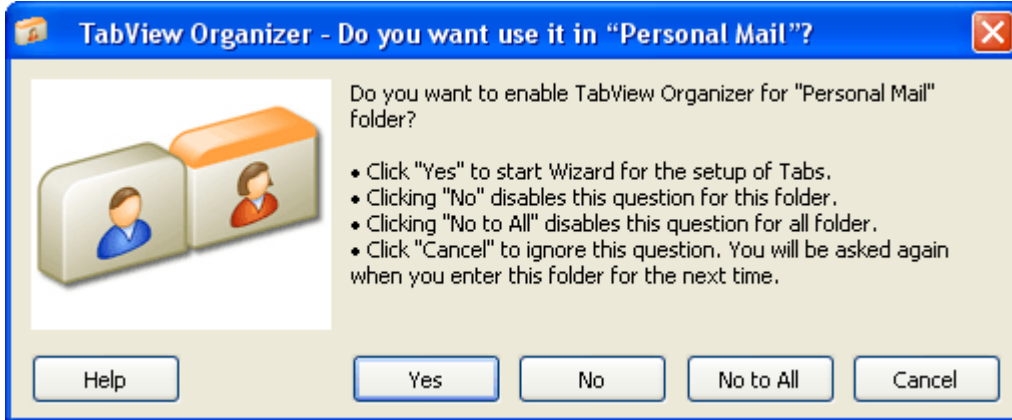 TabView Organizer - Do you want use it in “Personal Mail”?
Do you want to enable TabView Organizer for "Personal Mail"
folder?
• Click "Yes" to start Wizard for the setup of Tabs.
• Clicking "No" disables this question for this folder.
• Clicking "No to All" disables this question for all folder.
• Click "Cancel" to ignore this question. You will be asked again
when you enter this folder for the next time.
Help Yes No No to All Cancel